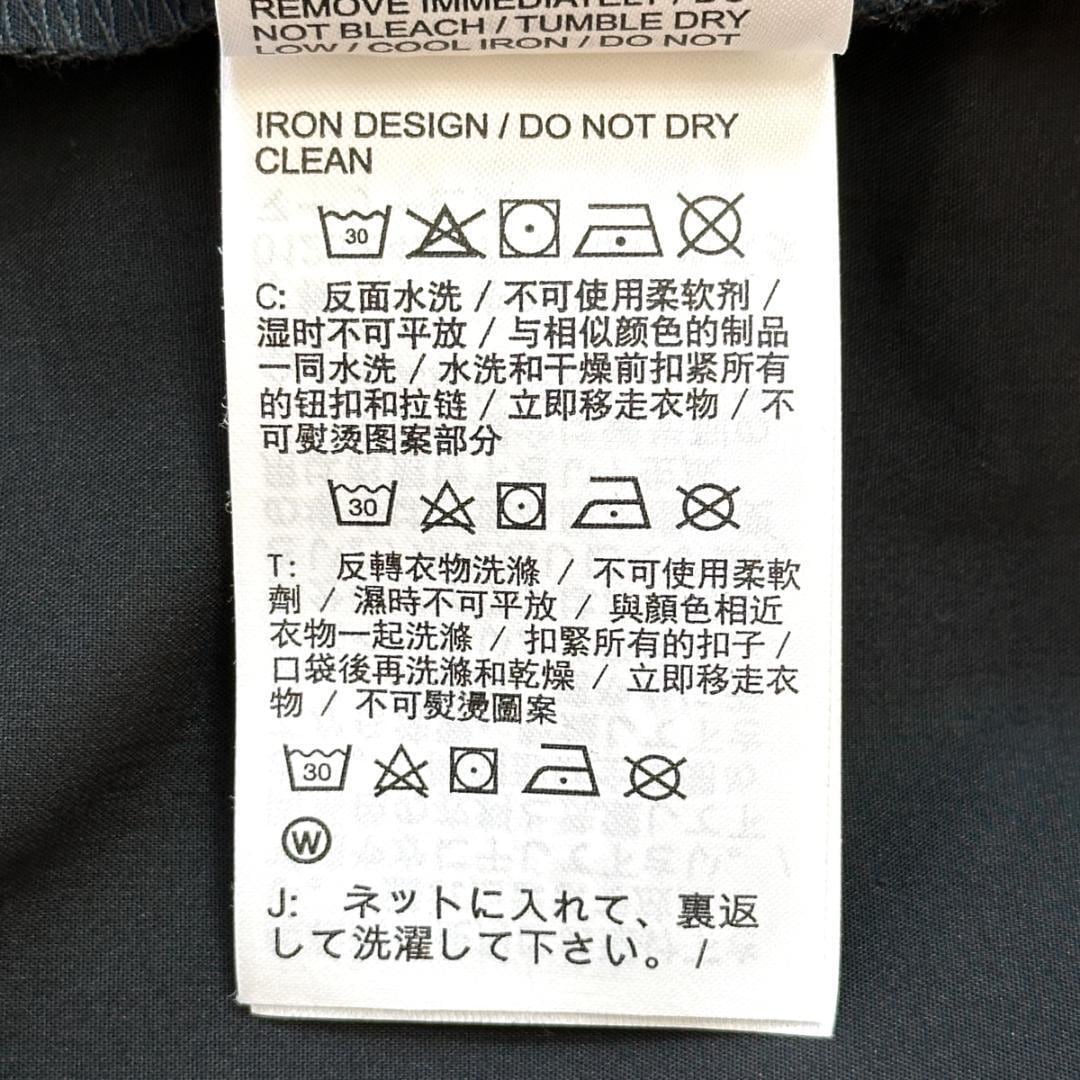 REMOVE IMMEDIATELY / DO
NOT BLEACH / TUMBLE DRY
LOW / COOL IRON / DO NOT
IRON DESIGN / DO NOT DRY
CLEAN
30
C: 反面水洗 / 不可使用柔软剂 /
湿时不可平放 / 与相似颜色的制品
一同水洗 / 水洗和干燥前扣紧所有
的钮扣和拉链 / 立即移走衣物 / 不
可熨烫图案部分
30
T: 反轉衣物洗滌 / 不可使用柔軟
劑 / 濕時不可平放 / 與顏色相近
衣物一起洗滌 / 扣緊所有的扣子 /
口袋後再洗滌和乾燥 / 立即移走衣
物 / 不可熨燙圖案
30
W
J: ネットに入れて、裏返
して洗濯して下さい。 /